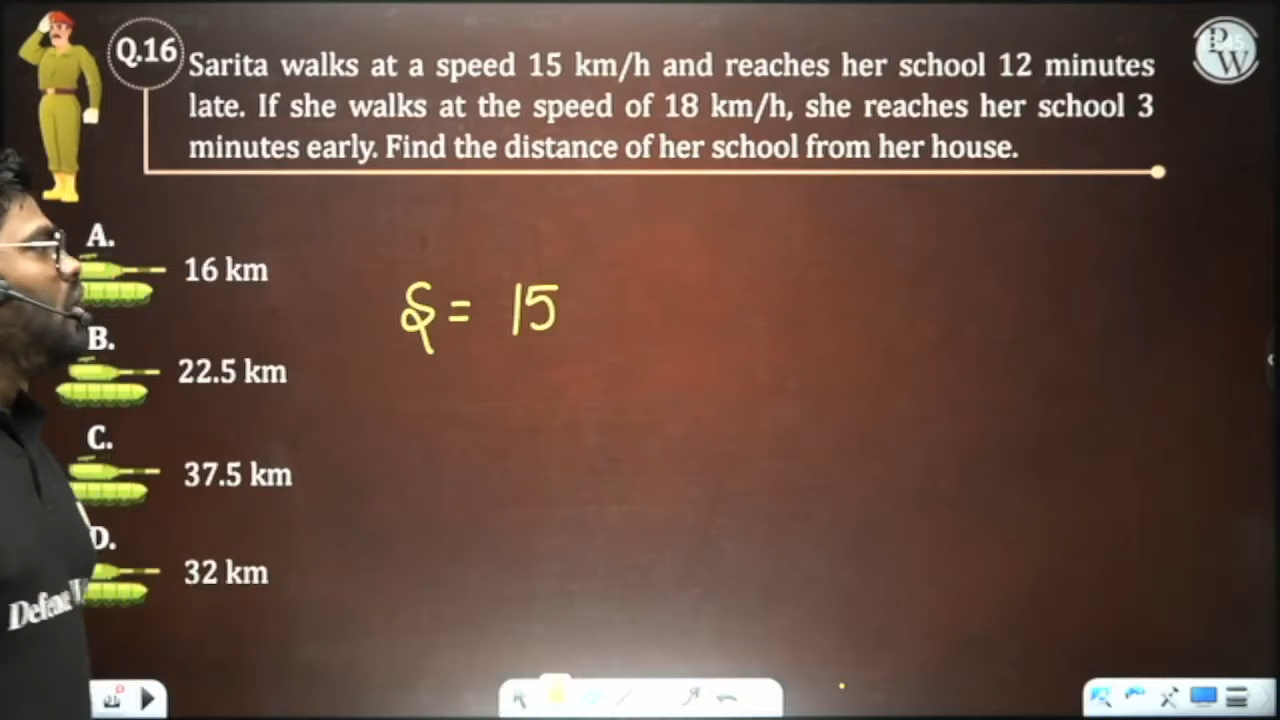 Q.16
Sarita walks at a speed 15 km/h and reaches her school 12 minutes
late. If she walks at the speed of 18 km/h, she reaches her school 3
minutes early. Find the distance of her school from her house.
A.
16 km
S = 15
B.
22.5 km
C.
37.5 km
D.
32 km